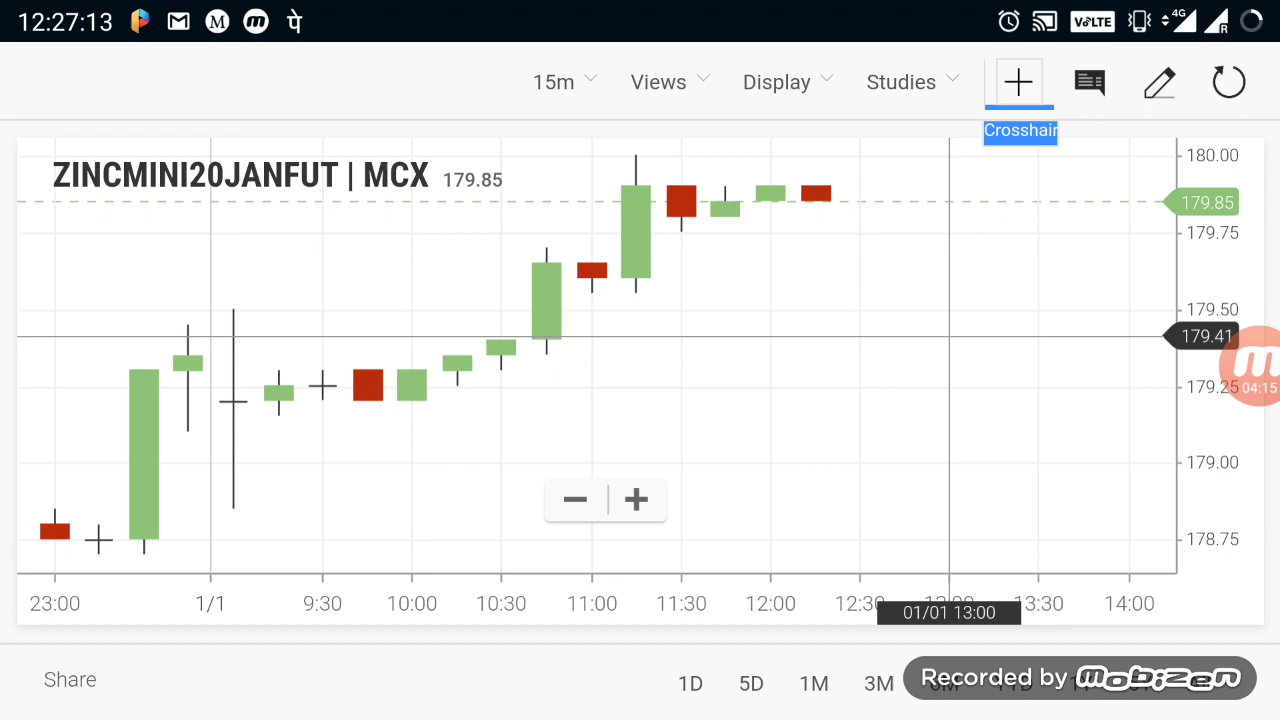 12:27:13 M m पे VoLTE 4G R
15m Views Display Studies
Crosshair
ZINCMINI20JANFUT | MCX 179.85
180.00
179.85
179.75
179.50
179.41
179.25
04:15
179.00
178.75
23:00 1/1 9:30 10:00 10:30 11:00 11:30 12:00 12:30 13:30 14:00
01/01 13:00
Share 1D 5D 1M 3M
Recorded by mobizen